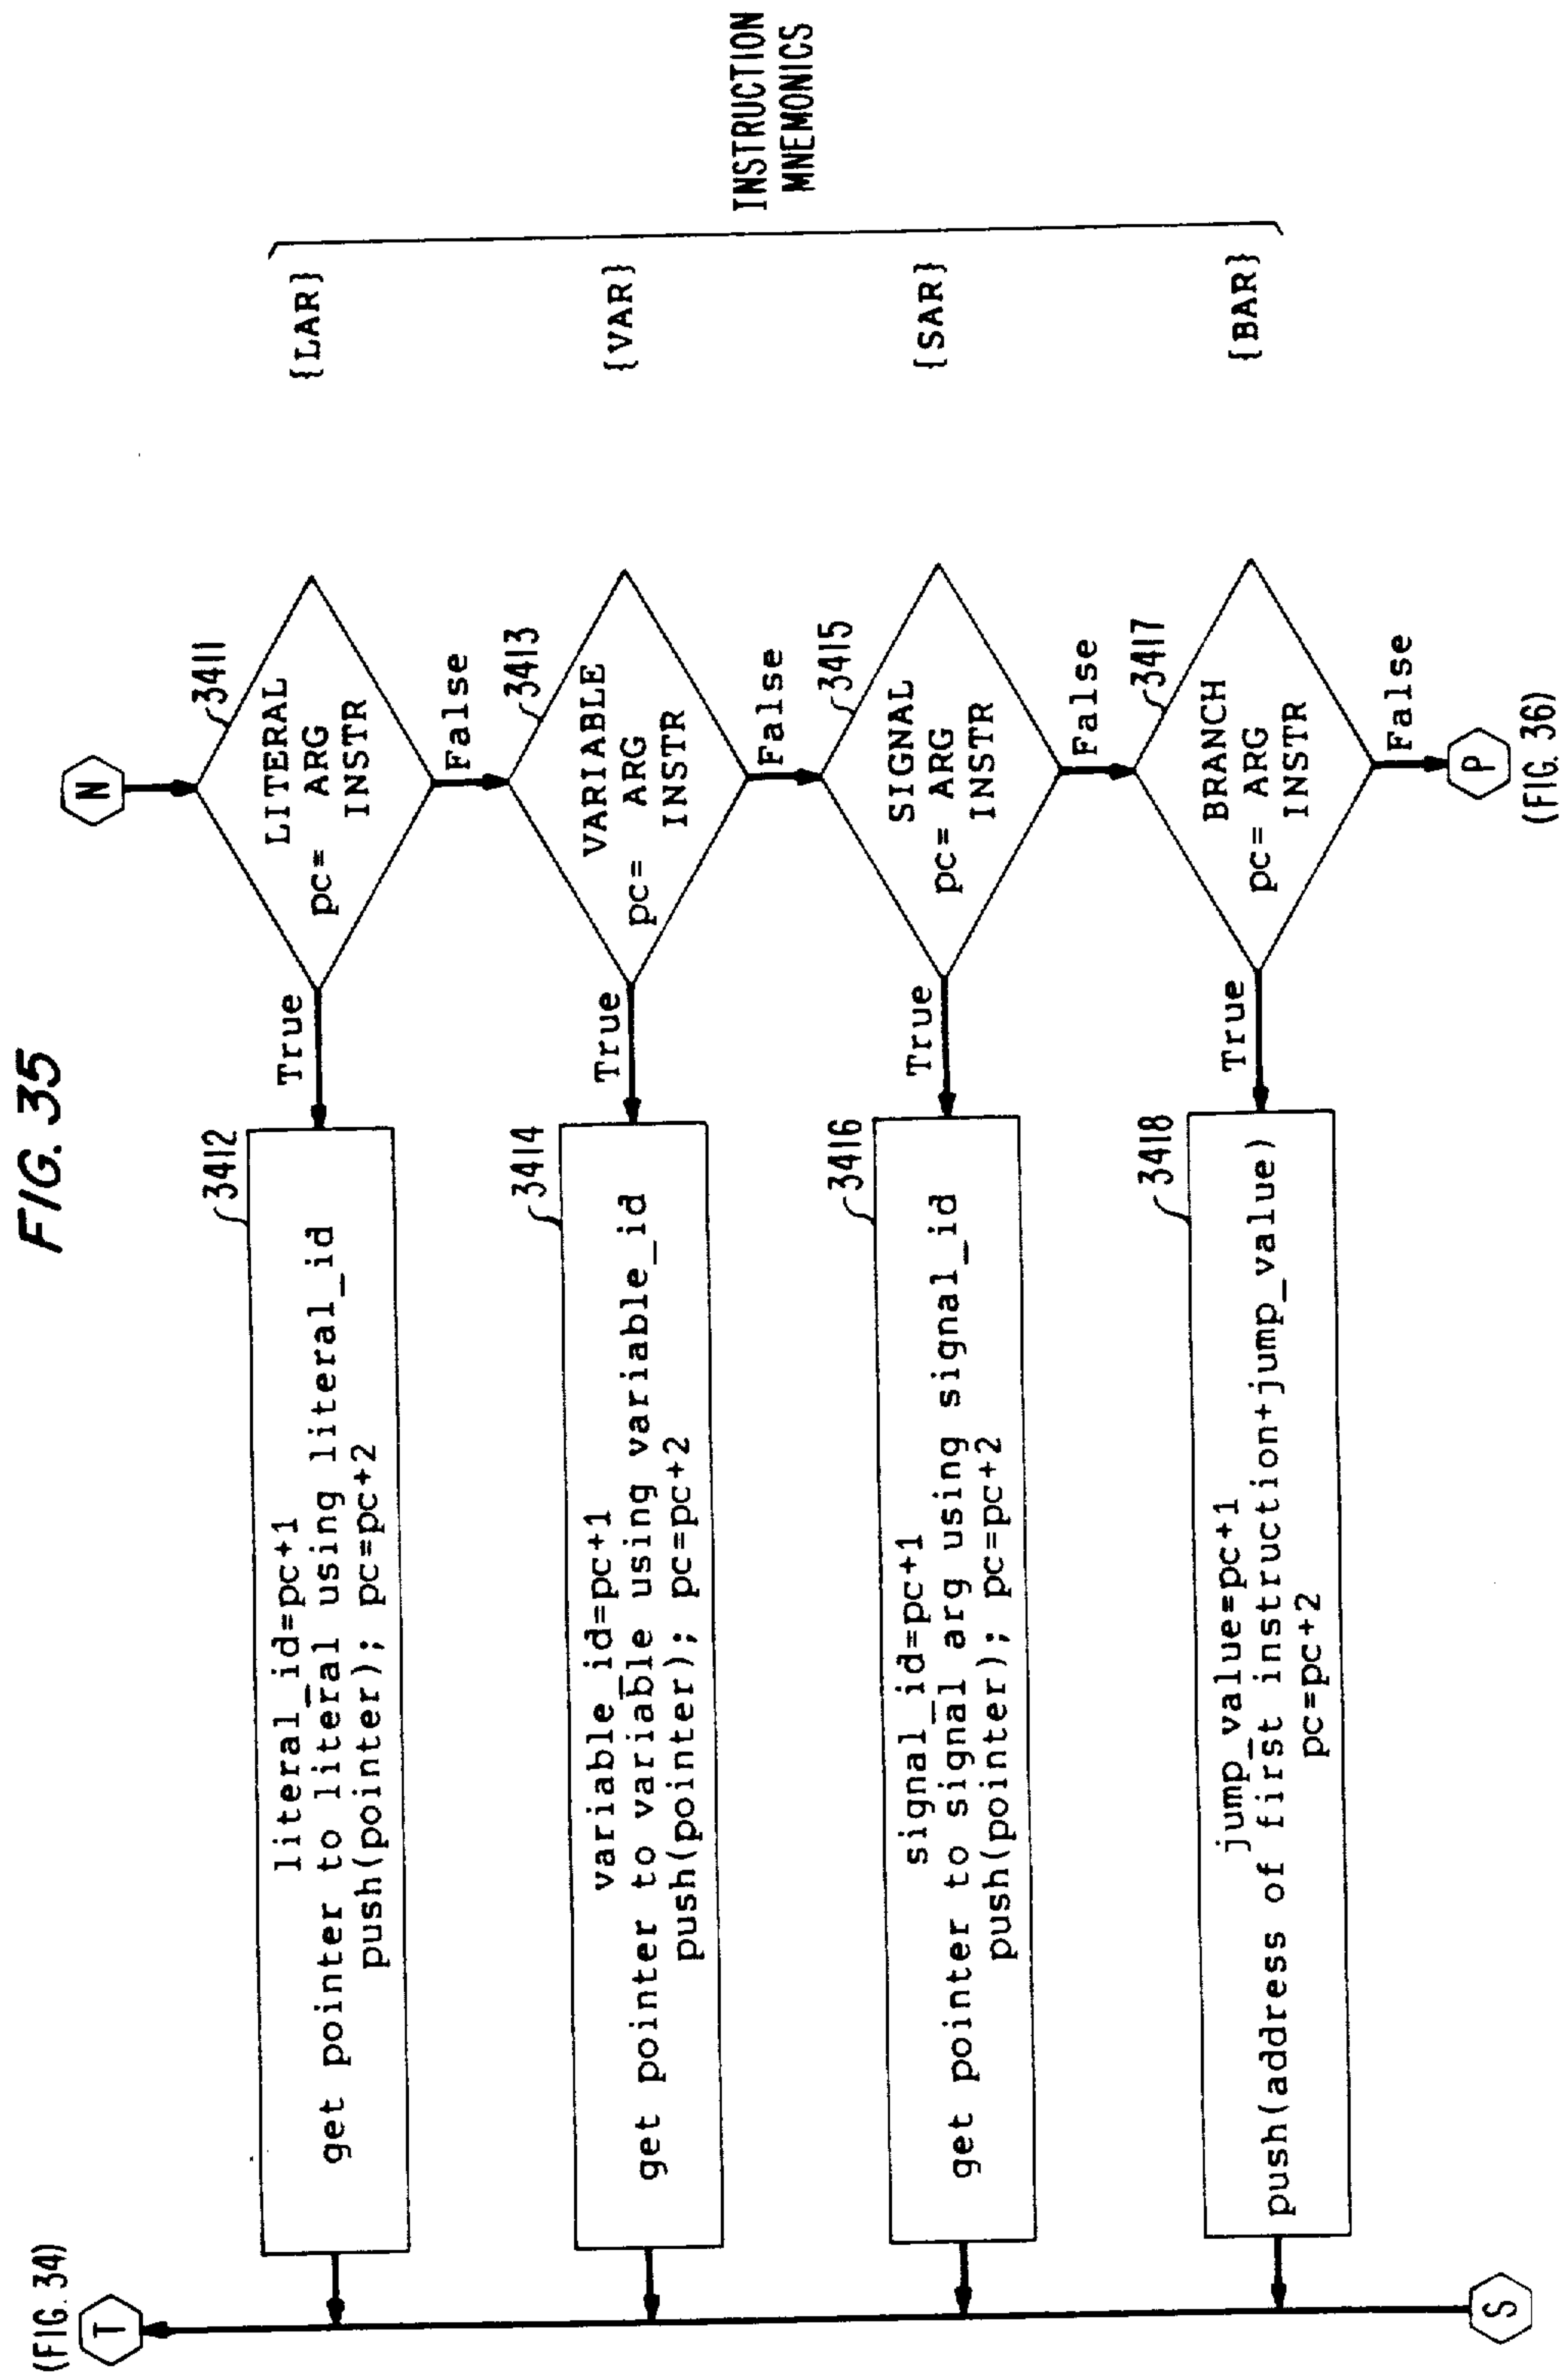 FIG. 35
(FIG. 34)
T
N
3412
literal_id=pc+1
get pointer to literal using literal_id
push(pointer); pc=pc+2
True
3411
LITERAL
pc= ARG
INSTR
{LAR}
False
3414
variable_id=pc+1
get pointer to variable using variable_id
push(pointer); pc=pc+2
True
3413
VARIABLE
pc= ARG
INSTR
{VAR}
False
INSTRUCTION
MNEMONICS
3416
signal_id=pc+1
get pointer to signal arg using signal_id
push(pointer); pc=pc+2
True
3415
SIGNAL
pc= ARG
INSTR
{SAR}
False
3418
jump_value=pc+1
push(address of first instruction+jump_value)
pc=pc+2
True
3417
BRANCH
pc= ARG
INSTR
{BAR}
False
S
P
(FIG. 36)